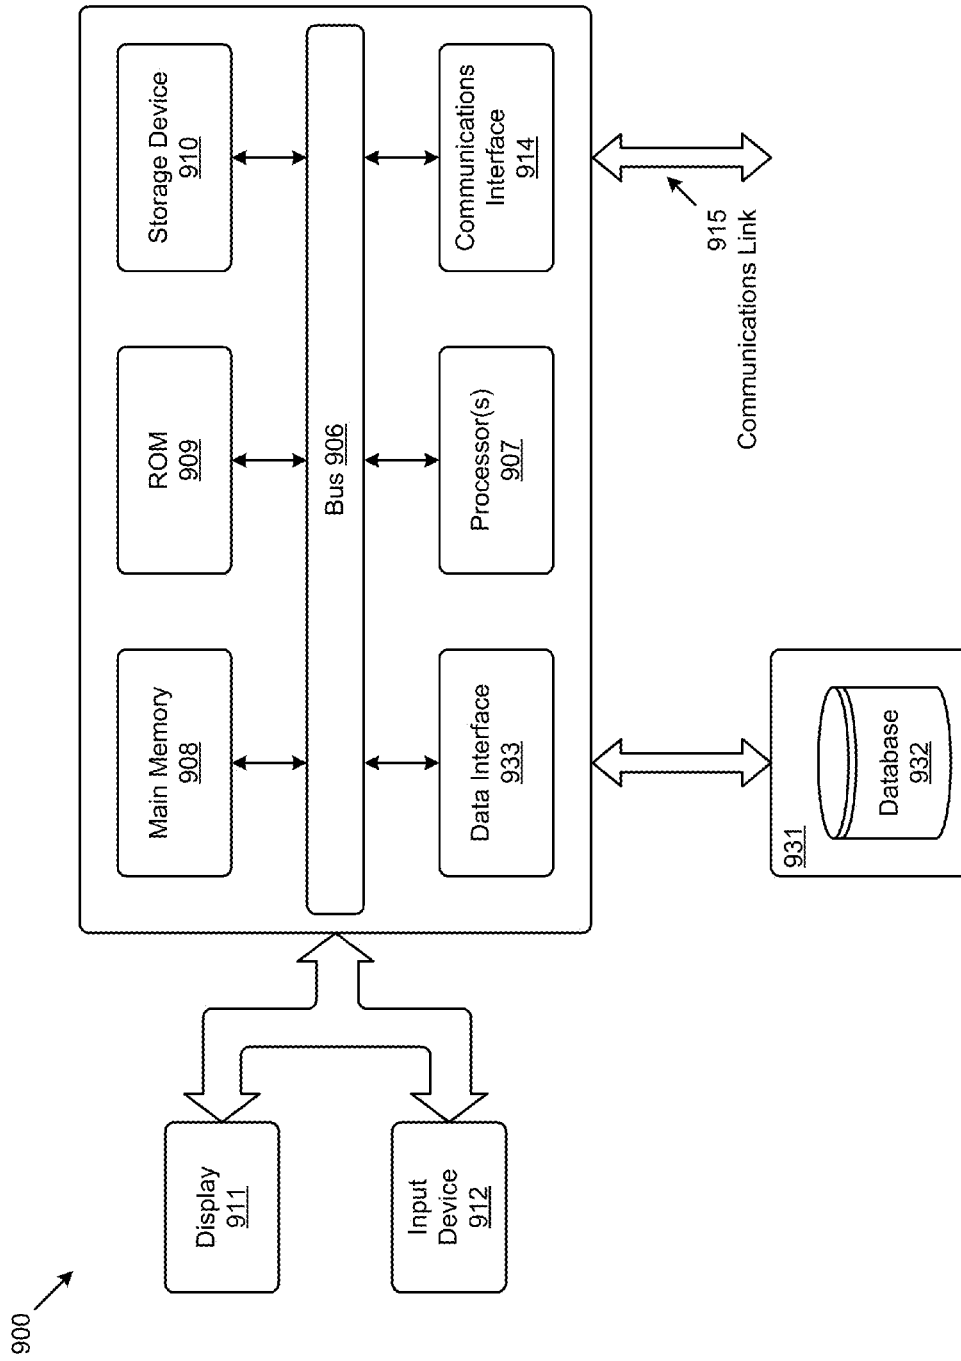 900
Display
911
Input
Device
912
Main Memory
908
ROM
909
Storage Device
910
Bus 906
Data Interface
933
Processor(s)
907
Communications
Interface
914
915
Communications Link
931
Database
932